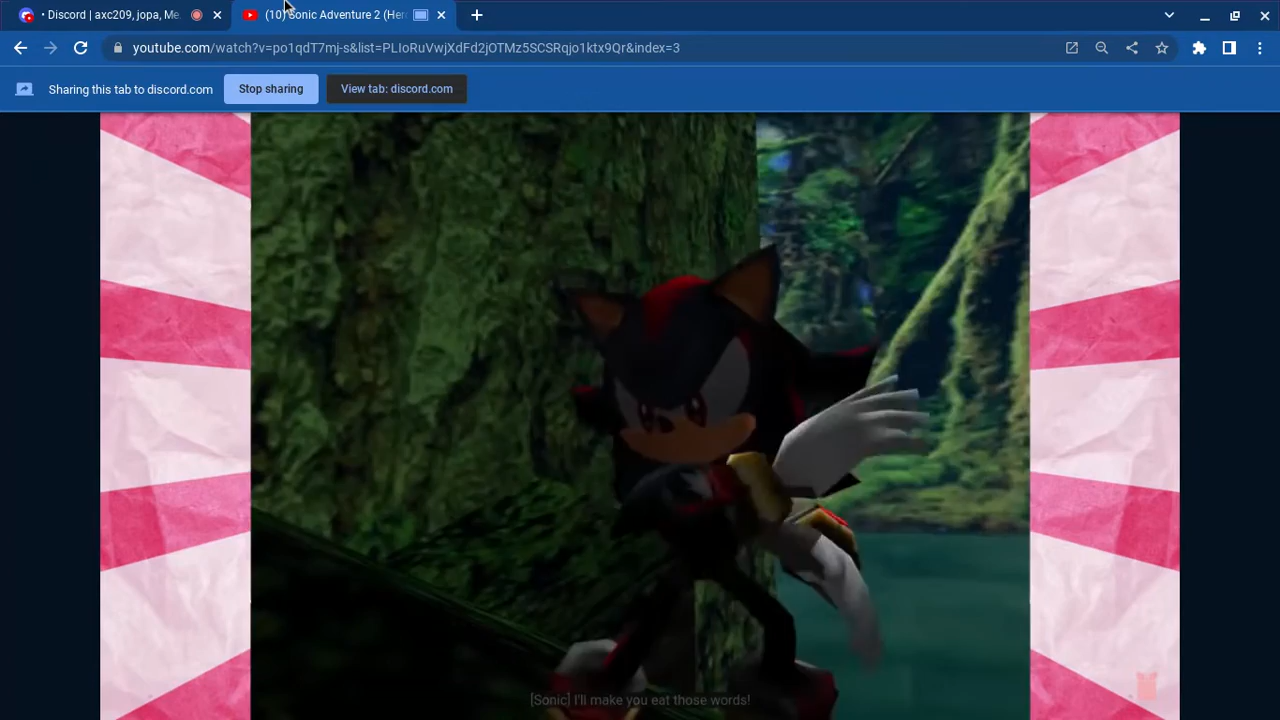 • Discord | axc209, jopa, Me
(10) Sonic Adventure 2 (Her
youtube.com/watch?v=po1qdT7mj-s&list=PLIoRuVwjXdFd2jOTMz5SCSRqjo1ktx9Qr&index=3
Sharing this tab to discord.com
Stop sharing
View tab: discord.com
[Sonic] I'll make you eat those words!